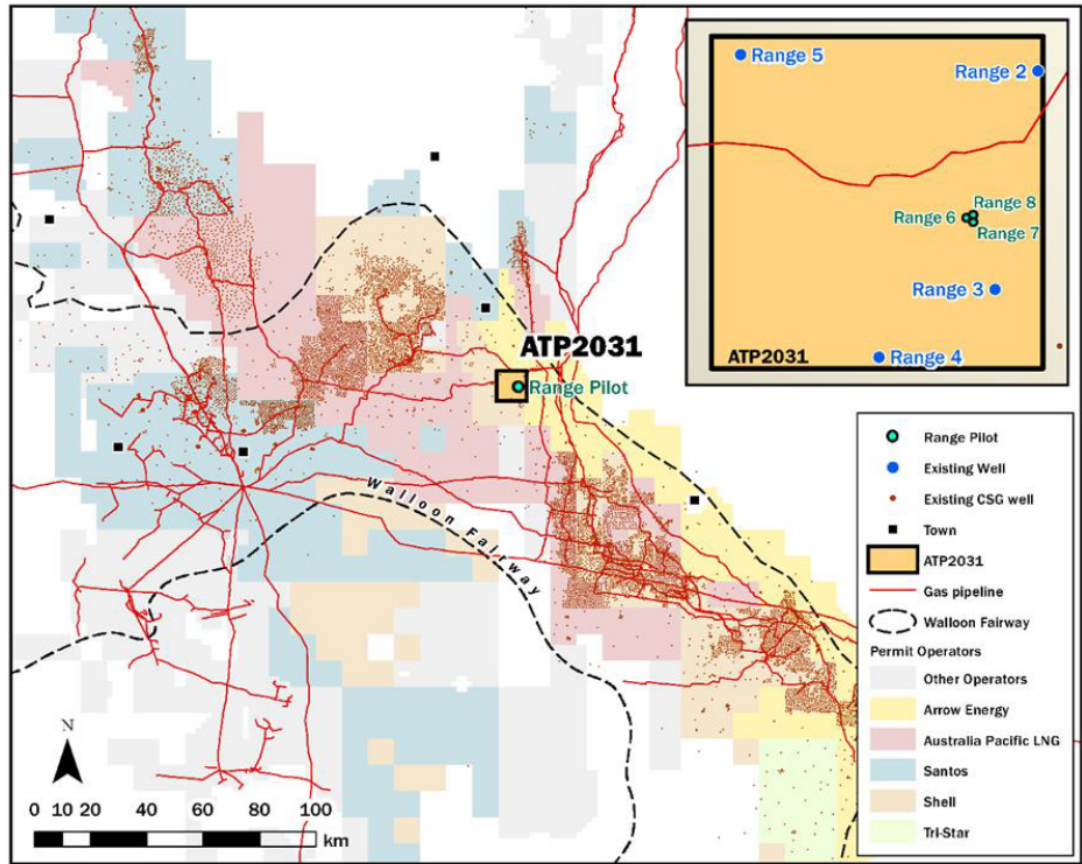 Range 5
Range 2
Range 8
Range 6
Range 7
Range 3
Range 4
ATP2031
ATP2031
Range Pilot
Walloon Fairway
N
0 10 20 40 60 80 100
km
Range Pilot
Existing Well
Existing CSG well
Town
ATP2031
Gas pipeline
Walloon Fairway
Permit Operators
Other Operators
Arrow Energy
Australia Pacific LNG
Santos
Shell
Tri-Star